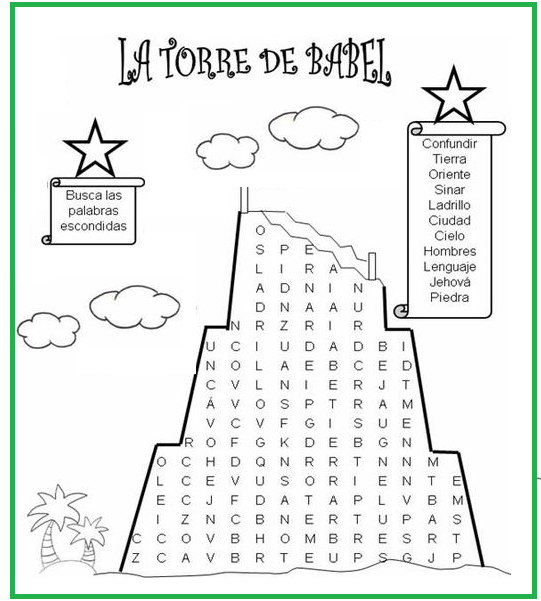 LA TORRE DE BABEL
Busca las
palabras
escondidas
Confundir
Tierra
Oriente
Sinar
Ladrillo
Ciudad
Cielo
Hombres
Lenguaje
Jehová
Piedra
O
S P E
L I R A
A D N I N
D N A A U
N R Z R I R
U C I U D A D B I
N O L A E B C E D
C V L N I E R J T
Á V O S P T R A M
V C V F G I S U E
R O F G K D E B G N
O C H D Q N R R T N N M
L C E V U S O R I E N T E
E C J F D A T A P L V B M
I Z N C B N E R T U P A S
C C O V B H O M B R E S R T
Z C A V B R T E U P S G J P